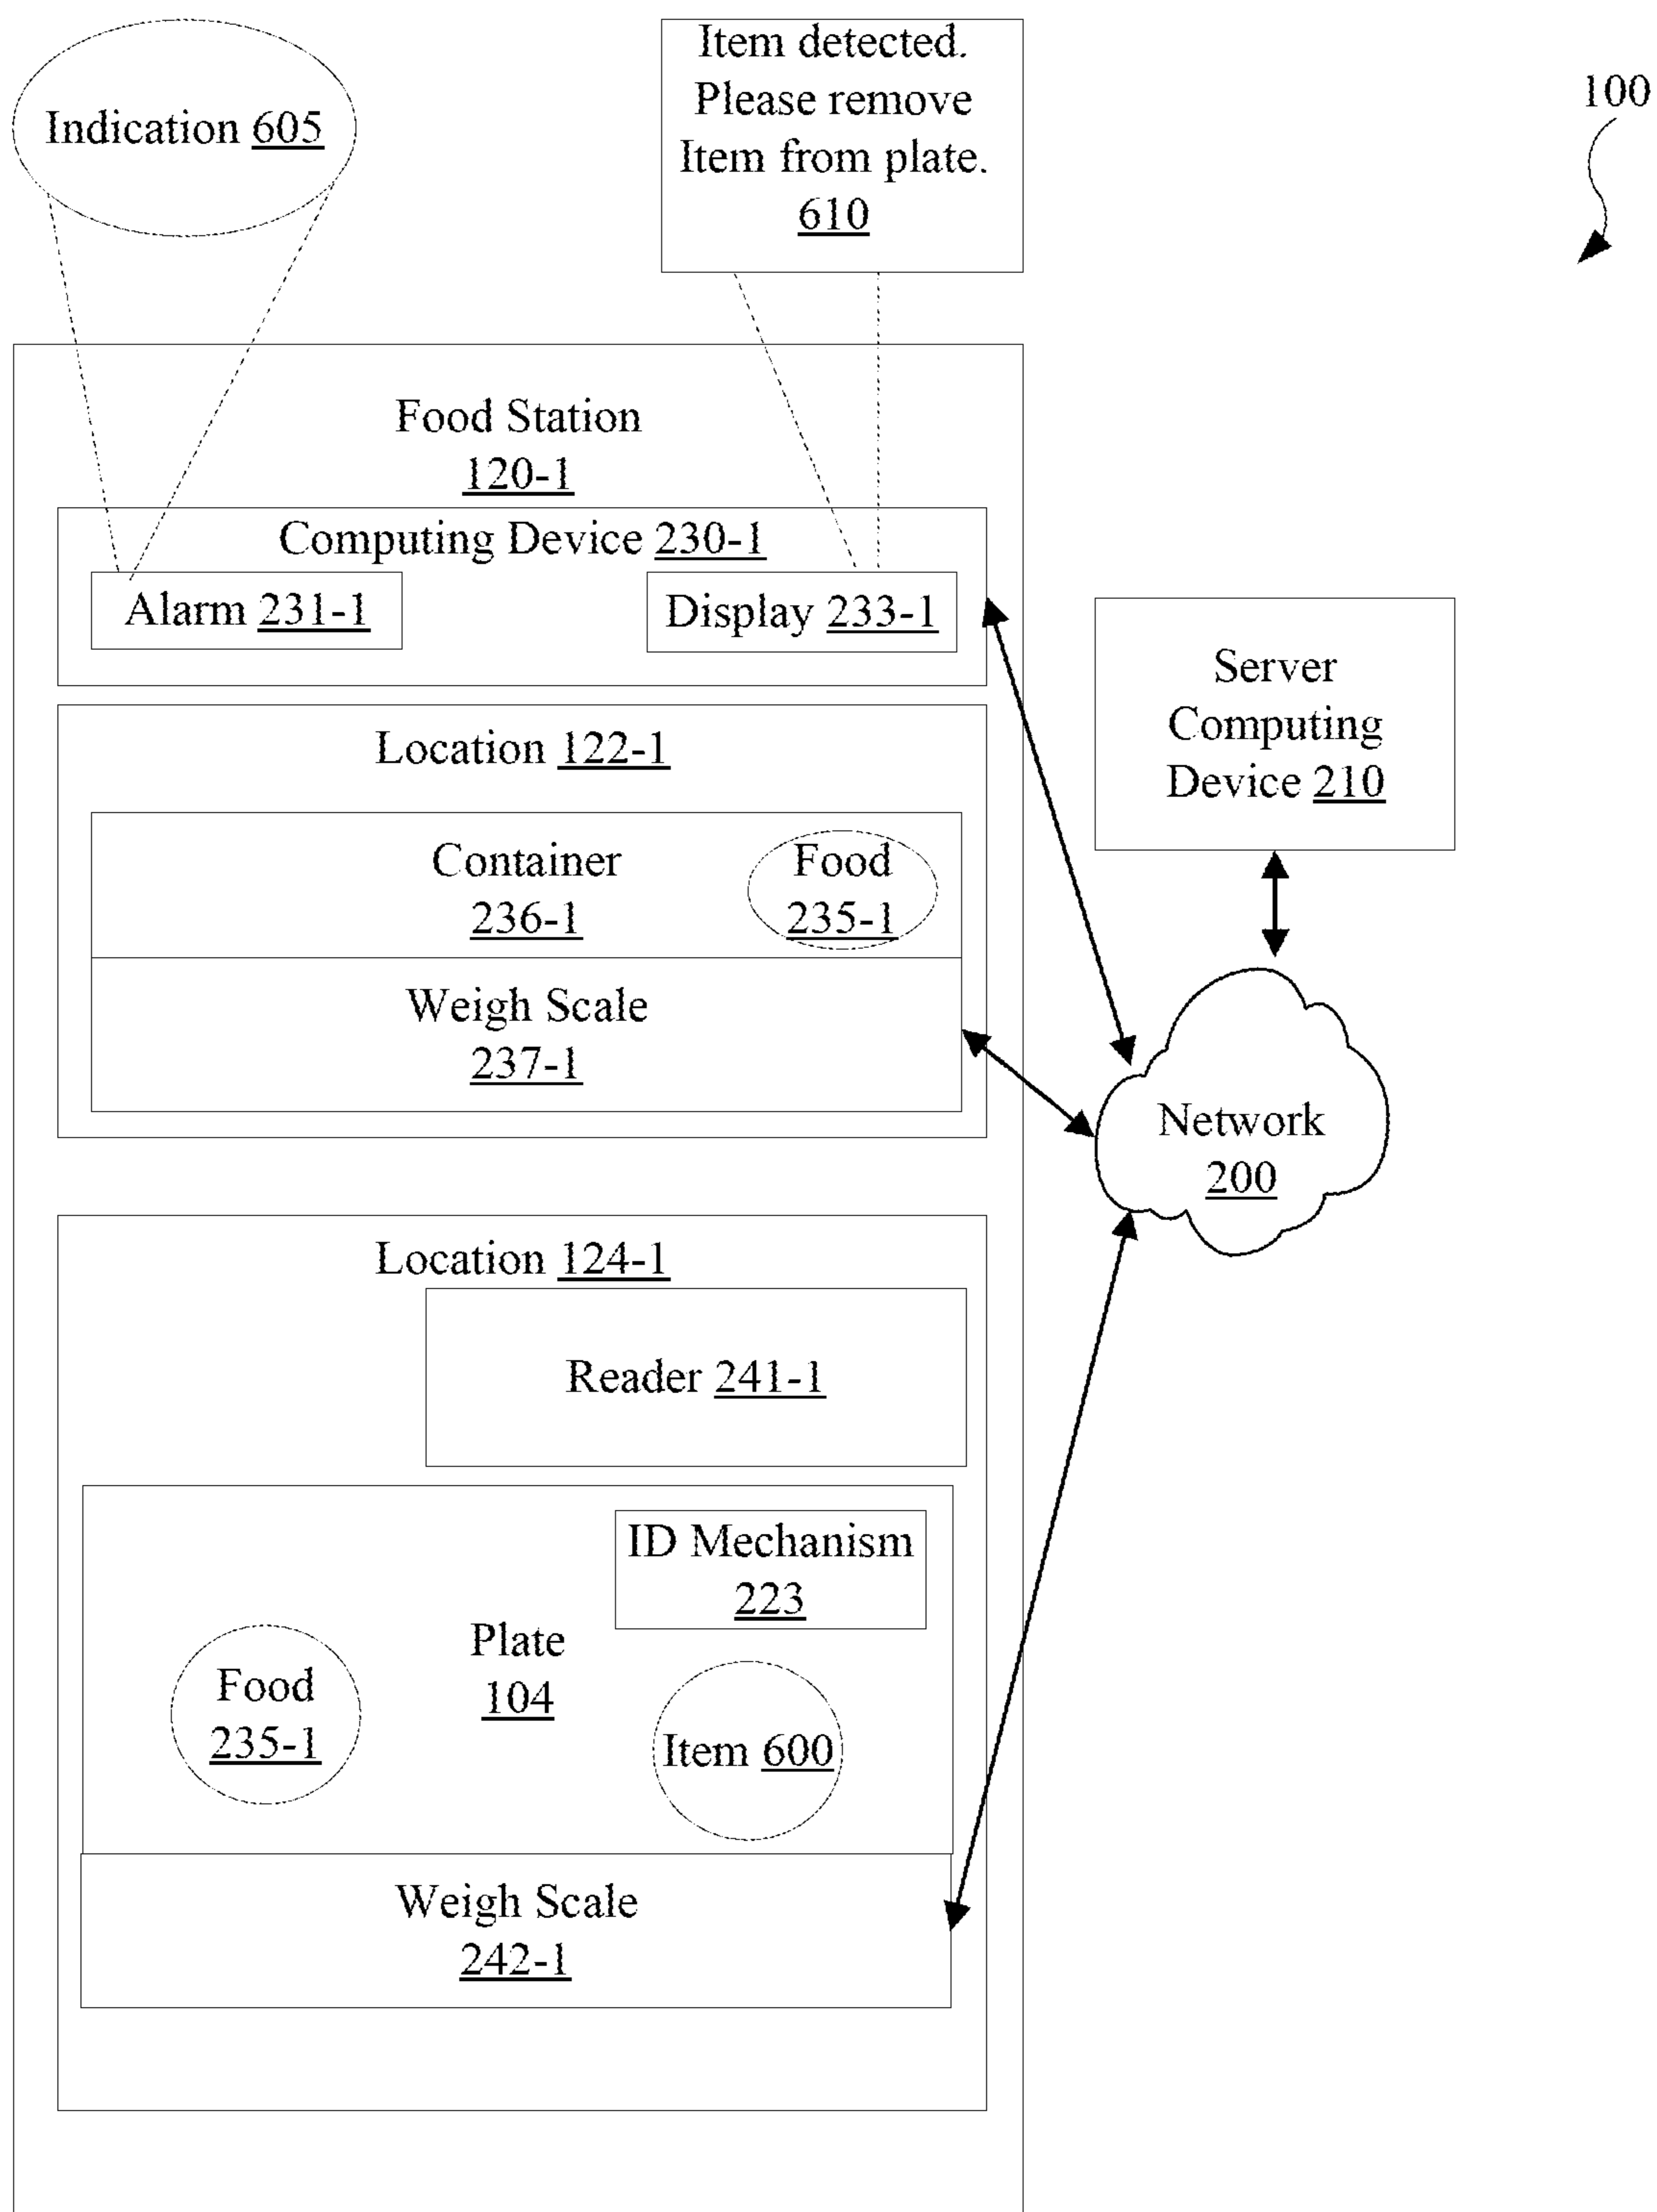 Indication 605
Item detected.
Please remove
Item from plate.
610
100
Food Station
120-1
Computing Device 230-1
Alarm 231-1
Display 233-1
Server
Computing
Device 210
Location 122-1
Container
236-1
Food
235-1
Weigh Scale
237-1
Network
200
Location 124-1
Reader 241-1
ID Mechanism
223
Plate
104
Food
235-1
Item 600
Weigh Scale
242-1